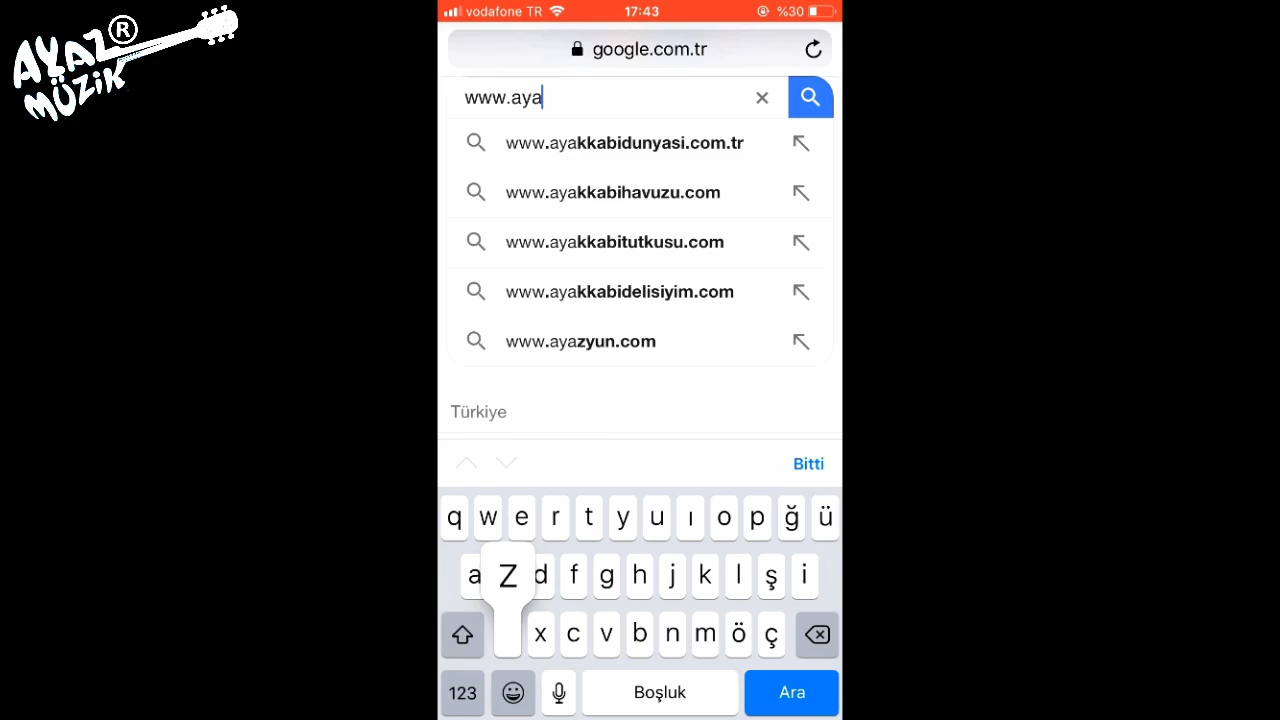 AYAZ®
MÜZİK
vodafone TR
17:43
%30
google.com.tr
www.aya
www.ayakkabidunyasi.com.tr
www.ayakkabihavuzu.com
www.ayakkabitutkusu.com
www.ayakkabidelisiyim.com
www.ayazyun.com
Türkiye
Bitti
q w e r t y u ı o p ğ ü
a Z d f g h j k l ş i
x c v b n m ö ç
123 Boşluk Ara